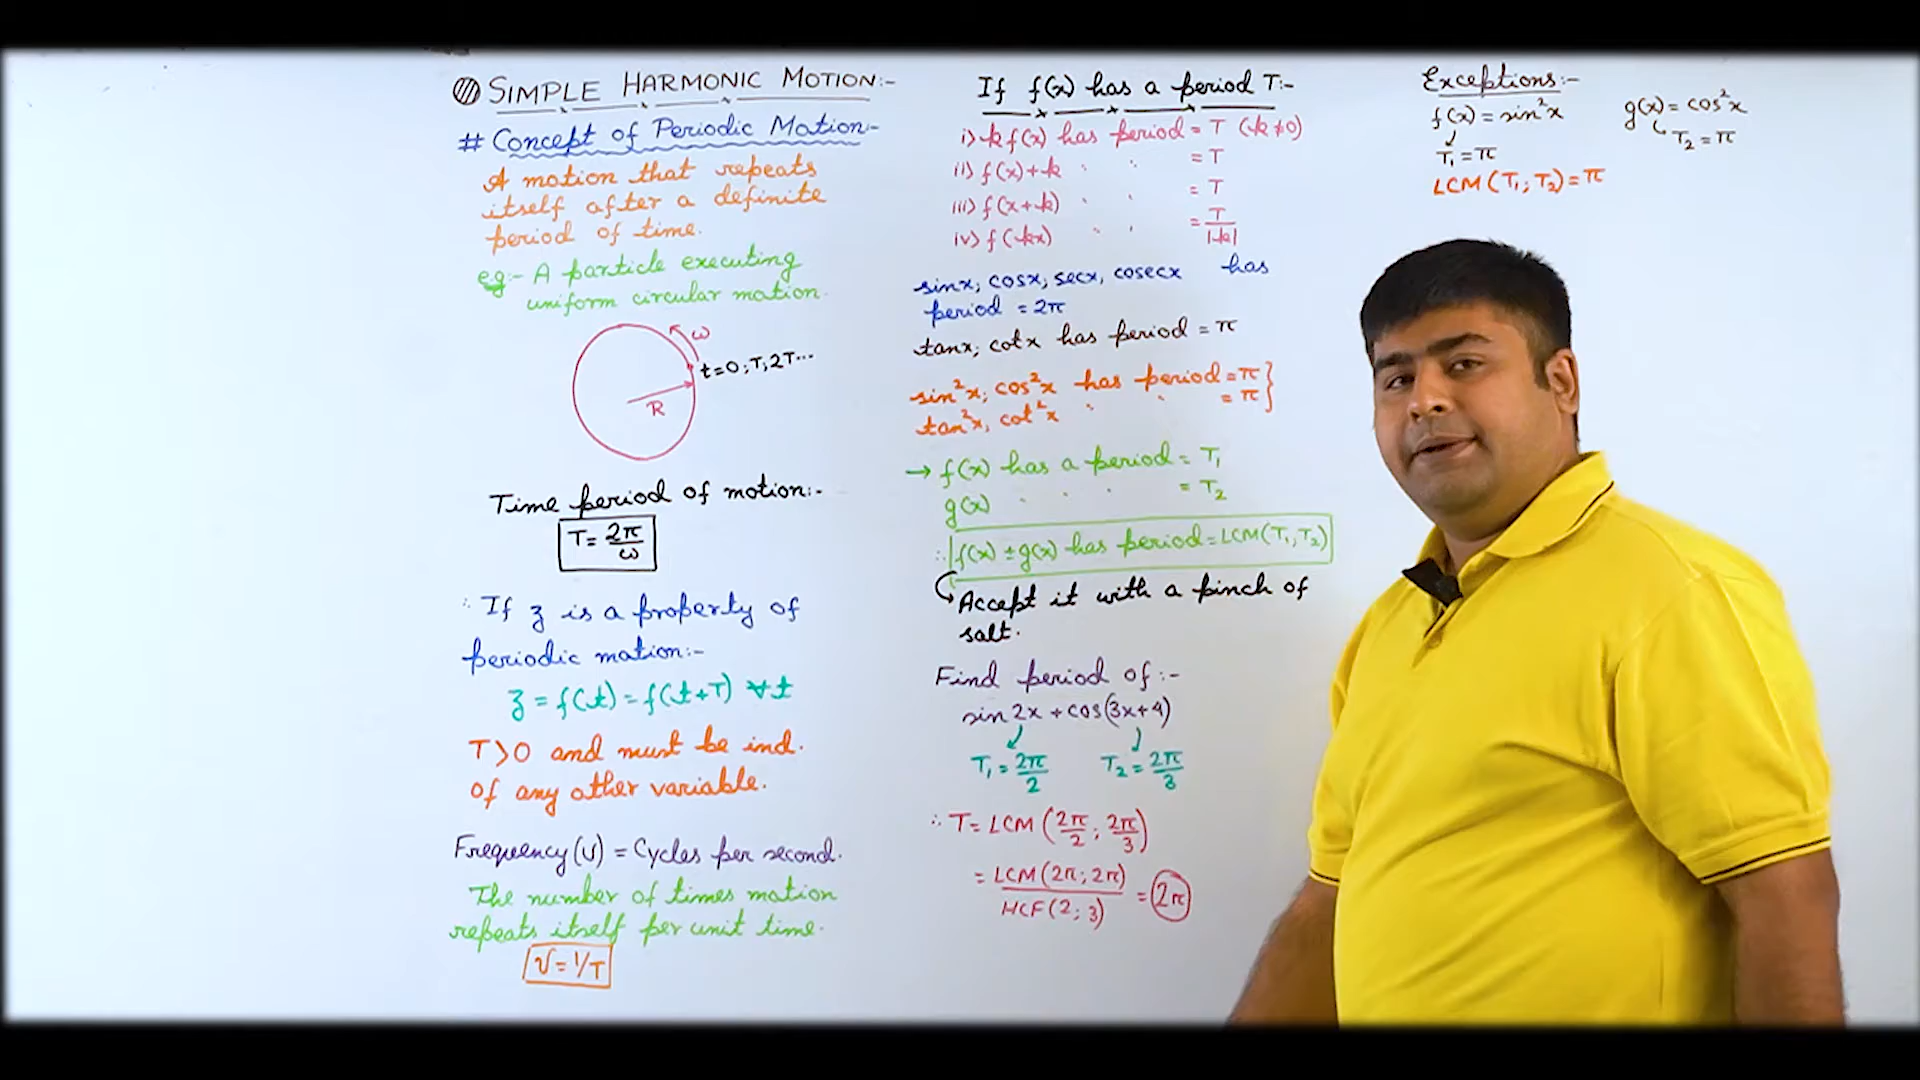 SIMPLE HARMONIC MOTION:-
# Concept of Periodic Motion:-
A motion that repeats
itself after a definite
period of time.
eg:- A particle executing
uniform circular motion.
ω
t=0; T; 2T...
R
Time period of motion:-
T = 2π/ω
∴ If z is a property of
periodic motion:-
z = f(t) = f(t+T) ∀ t
T>0 and must be ind.
of any other variable.
Frequency (ν) = Cycles per second.
The number of times motion
repeats itself per unit time.
ν = 1/T
If f(x) has a period T:-
i) k f(x) has period = T (k≠0)
ii) f(x)+k " " = T
iii) f(x+k) " " = T
iv) f(kx) " " = T/|k|
sinx; cosx; secx, cosecx has
period = 2π
tanx; cotx has period = π
sin²x; cos²x has period = π }
tan²x, cot²x " " = π
→ f(x) has a period = T₁
g(x) " " " = T₂
∴ f(x) ± g(x) has period = LCM(T₁, T₂)
Accept it with a pinch of
salt.
Find period of:-
sin2x + cos(3x+4)
T₁ = 2π/2 T₂ = 2π/3
∴ T = LCM (2π/2 ; 2π/3)
= LCM(2π; 2π)/HCF(2; 3) = 2π
Exceptions:-
f(x) = sin²x g(x) = cos²x
T₁ = π T₂ = π
LCM (T₁; T₂) = π